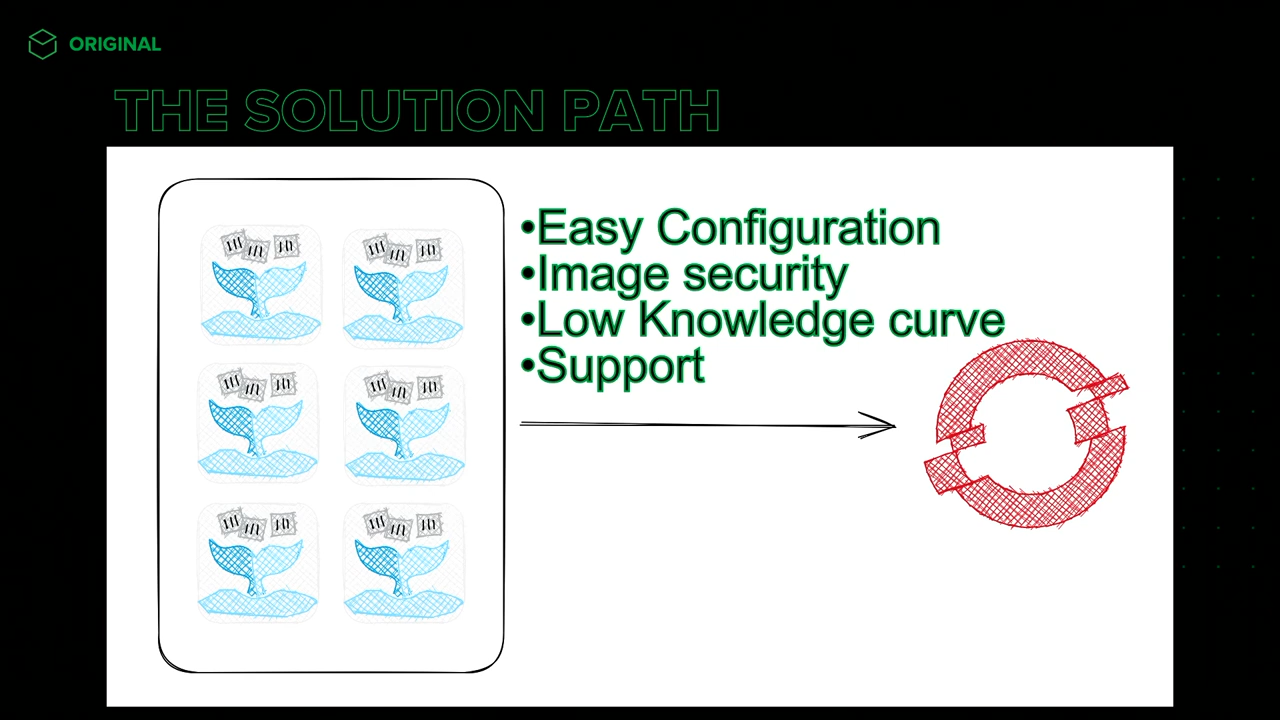 ORIGINAL
THE SOLUTION PATH
•Easy Configuration
•Image security
•Low Knowledge curve
•Support